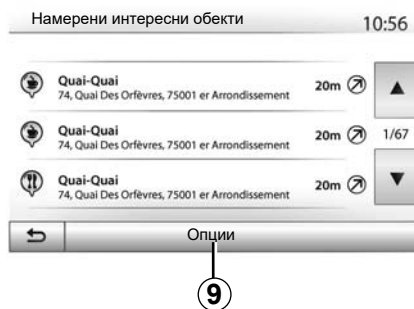 Намерени интересни обекти 10:56
Quai-Quai
74, Quai Des Orfèvres, 75001 er Arrondissement
20m
Quai-Quai
74, Quai Des Orfèvres, 75001 er Arrondissement
20m
1/67
Quai-Quai
74, Quai Des Orfèvres, 75001 er Arrondissement
20m
Опции
9